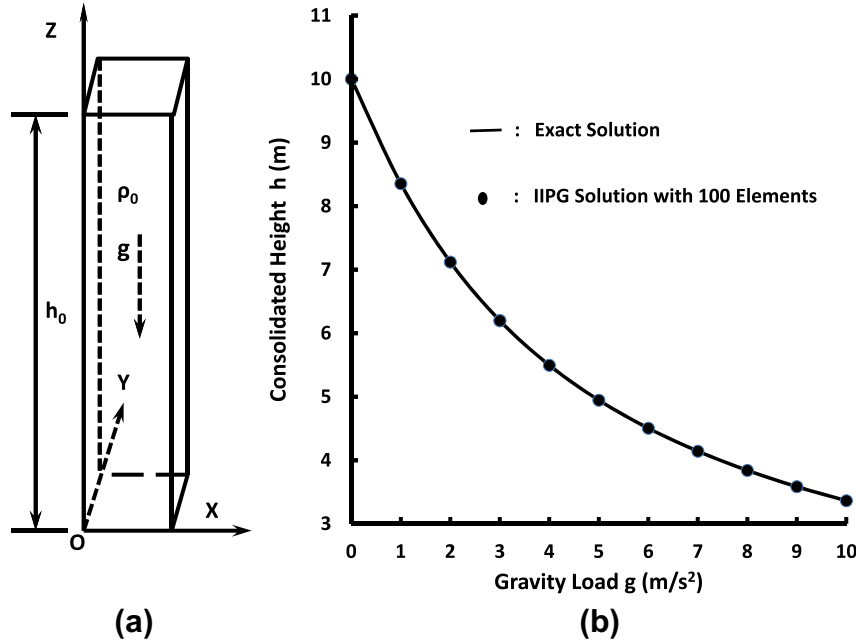 Z
ρ₀
g
h₀
Y
X
O
(a)
11
10
9
8
7
6
5
4
3
Consolidated Height h (m)
— : Exact Solution
● : IIPG Solution with 100 Elements
0 1 2 3 4 5 6 7 8 9 10
Gravity Load g (m/s²)
(b)